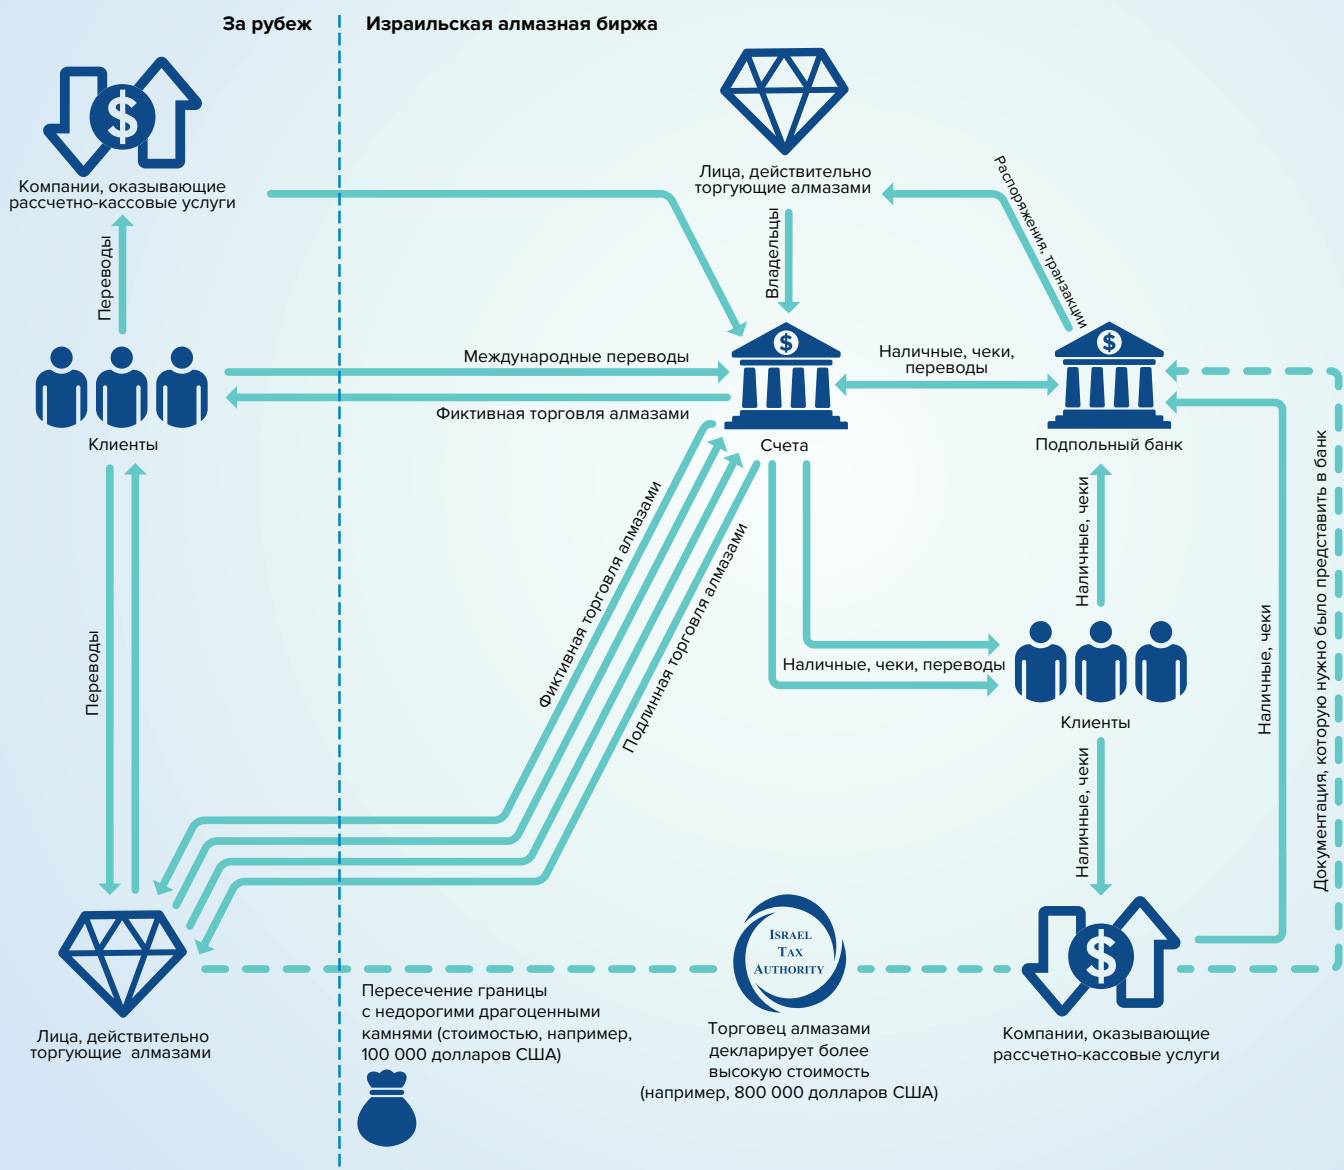 За рубеж
Израильская алмазная биржа
Компании, оказывающие
рассчетно-кассовые услуги
Лица, действительно
торгующие алмазами
Распоряжения, транзакции
Переводы
Владельцы
Международные переводы
Наличные, чеки,
переводы
Фиктивная торговля алмазами
Клиенты
Счета
Подпольный банк
Фиктивная торговля алмазами
Подлинная торговля алмазами
Наличные, чеки
Документация, которую нужно было представить в банк
Переводы
Наличные, чеки, переводы
Наличные, чеки
Клиенты
Наличные, чеки
ISRAEL
TAX
AUTHORITY
Пересечение границы
с недорогими драгоценными
камнями (стоимостью, например,
100 000 долларов США)
Лица, действительно
торгующие алмазами
Торговец алмазами
декларирует более
высокую стоимость
(например, 800 000 долларов США)
Компании, оказывающие
рассчетно-кассовые услуги